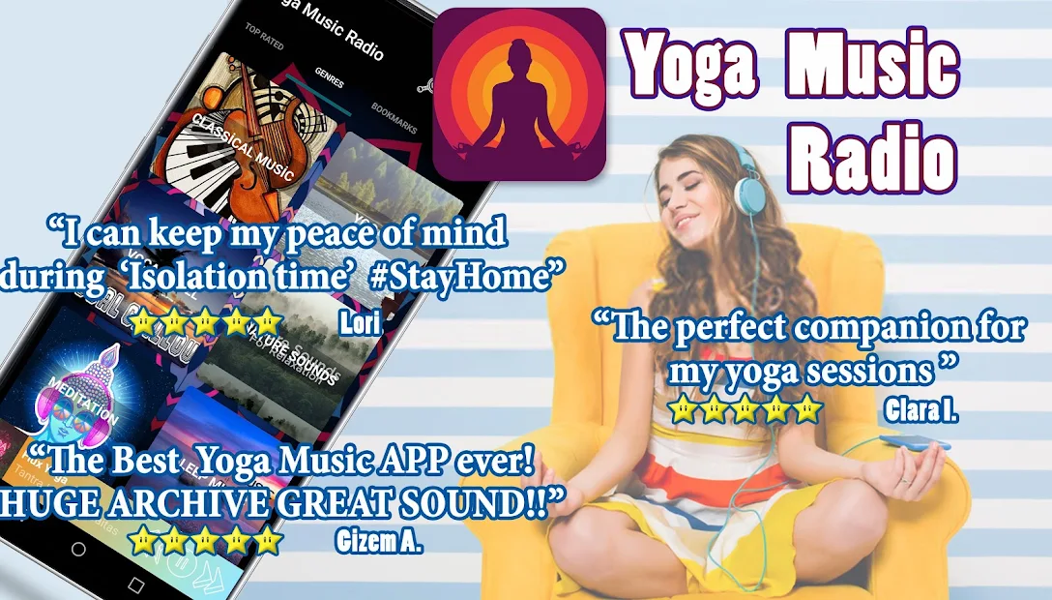 ga Music Radio
TOP RATED
GENRES
BOOKMARKS
CLASSICAL MUSIC
Yoga Music
Radio
“I can keep my peace of mind
during ‘Isolation time’ #StayHome”
Lori
“The perfect companion for
my yoga sessions ”
Clara I.
MEDITATION
“The Best Yoga Music APP ever!
HUGE ARCHIVE GREAT SOUND!!”
Gizem A.